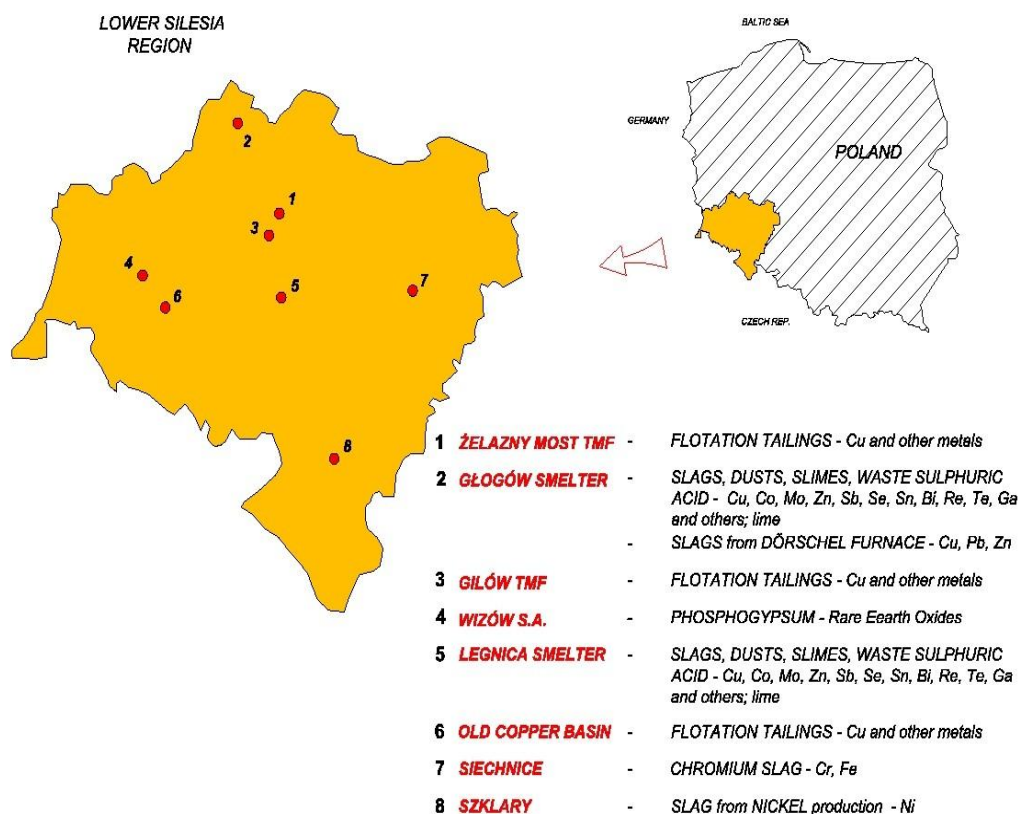 LOWER SILESIA
REGION
BALTIC SEA
GERMANY
POLAND
CZECH REP.
2
1
3
4
6
5
7
8
1 ŻELAZNY MOST TMF - FLOTATION TAILINGS - Cu and other metals
2 GŁOGÓW SMELTER - SLAGS, DUSTS, SLIMES, WASTE SULPHURIC
ACID - Cu, Co, Mo, Zn, Sb, Se, Sn, Bi, Re, Te, Ga
and others; lime
- SLAGS from DÖRSCHEL FURNACE - Cu, Pb, Zn
3 GILÓW TMF - FLOTATION TAILINGS - Cu and other metals
4 WIZÓW S.A. - PHOSPHOGYPSUM - Rare Eearth Oxides
5 LEGNICA SMELTER - SLAGS, DUSTS, SLIMES, WASTE SULPHURIC
ACID - Cu, Co, Mo, Zn, Sb, Se, Sn, Bi, Re, Te, Ga
and others; lime
6 OLD COPPER BASIN - FLOTATION TAILINGS - Cu and other metals
7 SIECHNICE - CHROMIUM SLAG - Cr, Fe
8 SZKLARY - SLAG from NICKEL production - Ni